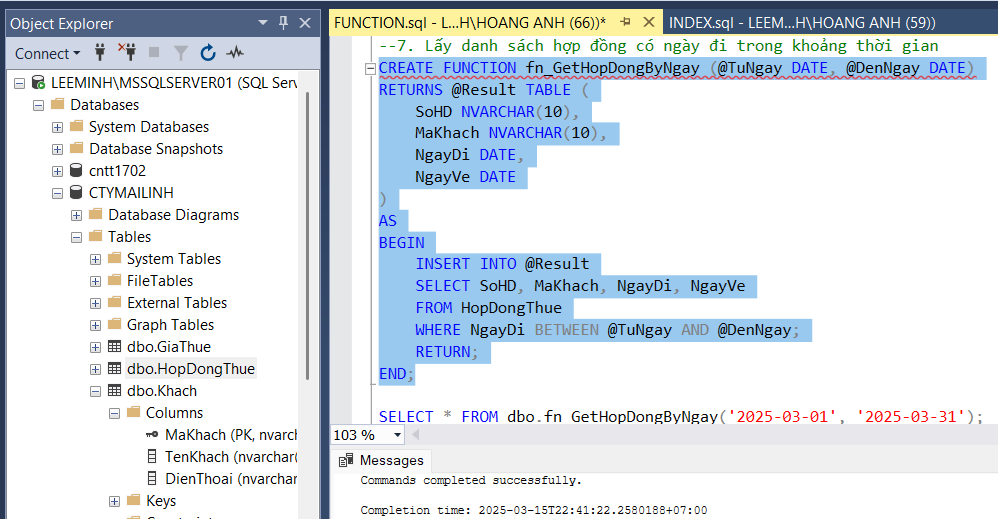 Object Explorer
Connect
LEEMINH\MSSQLSERVER01 (SQL Serv
Databases
System Databases
Database Snapshots
cntt1702
CTYMAILINH
Database Diagrams
Tables
System Tables
FileTables
External Tables
Graph Tables
dbo.GiaThue
dbo.HopDongThue
dbo.Khach
Columns
MaKhach (PK, nvarch
TenKhach (nvarchar(
DienThoai (nvarchar
Keys
FUNCTION.sql - L...H\HOANG ANH (66))*
INDEX.sql - LEEM...H\HOANG ANH (59))
--7. Lấy danh sách hợp đồng có ngày đi trong khoảng thời gian
CREATE FUNCTION fn_GetHopDongByNgay (@TuNgay DATE, @DenNgay DATE)
RETURNS @Result TABLE (
SoHD NVARCHAR(10),
MaKhach NVARCHAR(10),
NgayDi DATE,
NgayVe DATE
)
AS
BEGIN
INSERT INTO @Result
SELECT SoHD, MaKhach, NgayDi, NgayVe
FROM HopDongThue
WHERE NgayDi BETWEEN @TuNgay AND @DenNgay;
RETURN;
END;
SELECT * FROM dbo.fn_GetHopDongByNgay('2025-03-01', '2025-03-31');
103 %
Messages
Commands completed successfully.
Completion time: 2025-03-15T22:41:22.2580188+07:00